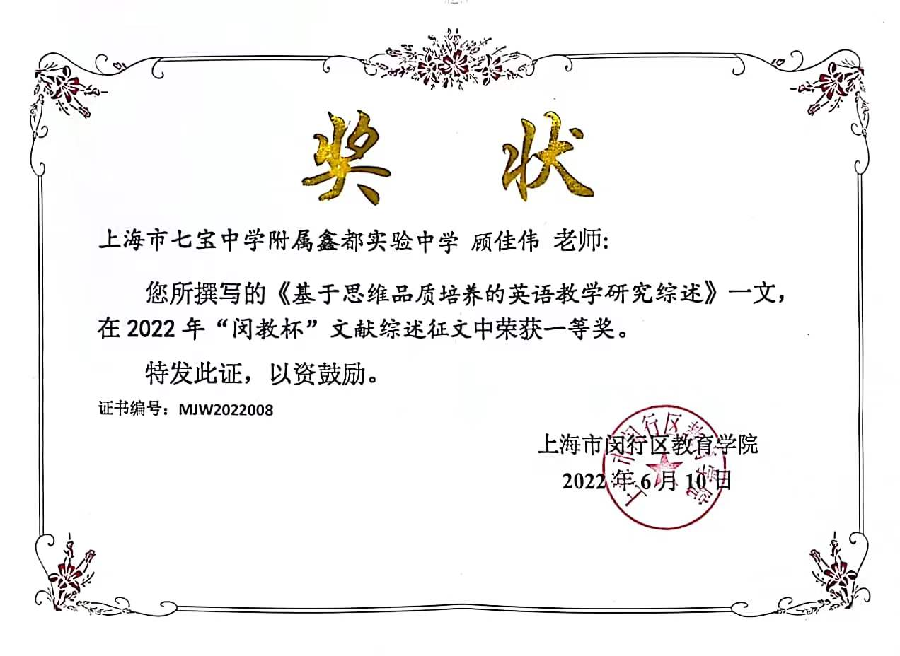 奖 状
上海市七宝中学附属鑫都实验中学 顾佳伟 老师:
您所撰写的《基于思维品质培养的英语教学研究综述》一文，
在 2022 年“闵教杯”文献综述征文中荣获一等奖。
特发此证，以资鼓励。
证书编号：MJW2022008
上海市闵行区教育学院
2022 年 6 月 10 日
上海市闵行区教育学院